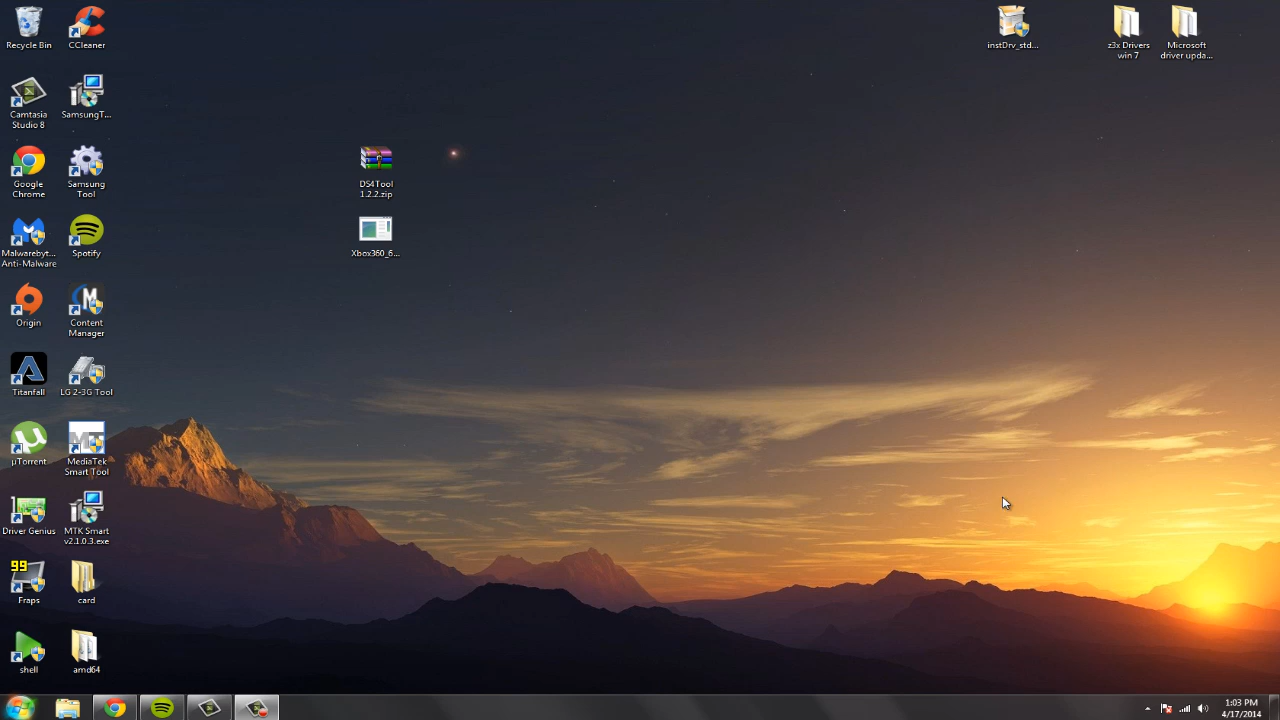 Recycle Bin
CCleaner
Camtasia
Studio 8
SamsungT...
Google
Chrome
Samsung
Tool
Malwarebyt...
Anti-Malware
Spotify
Origin
Content
Manager
Titanfall
LG 2-3G Tool
µTorrent
MediaTek
Smart Tool
Driver Genius
MTK Smart
v2.1.0.3.exe
99
Fraps
card
shell
amd64
DS4Tool
1.2.2.zip
Xbox360_6...
instDrv_std...
z3x Drivers
win 7
Microsoft
driver upda...
1:03 PM
4/17/2014